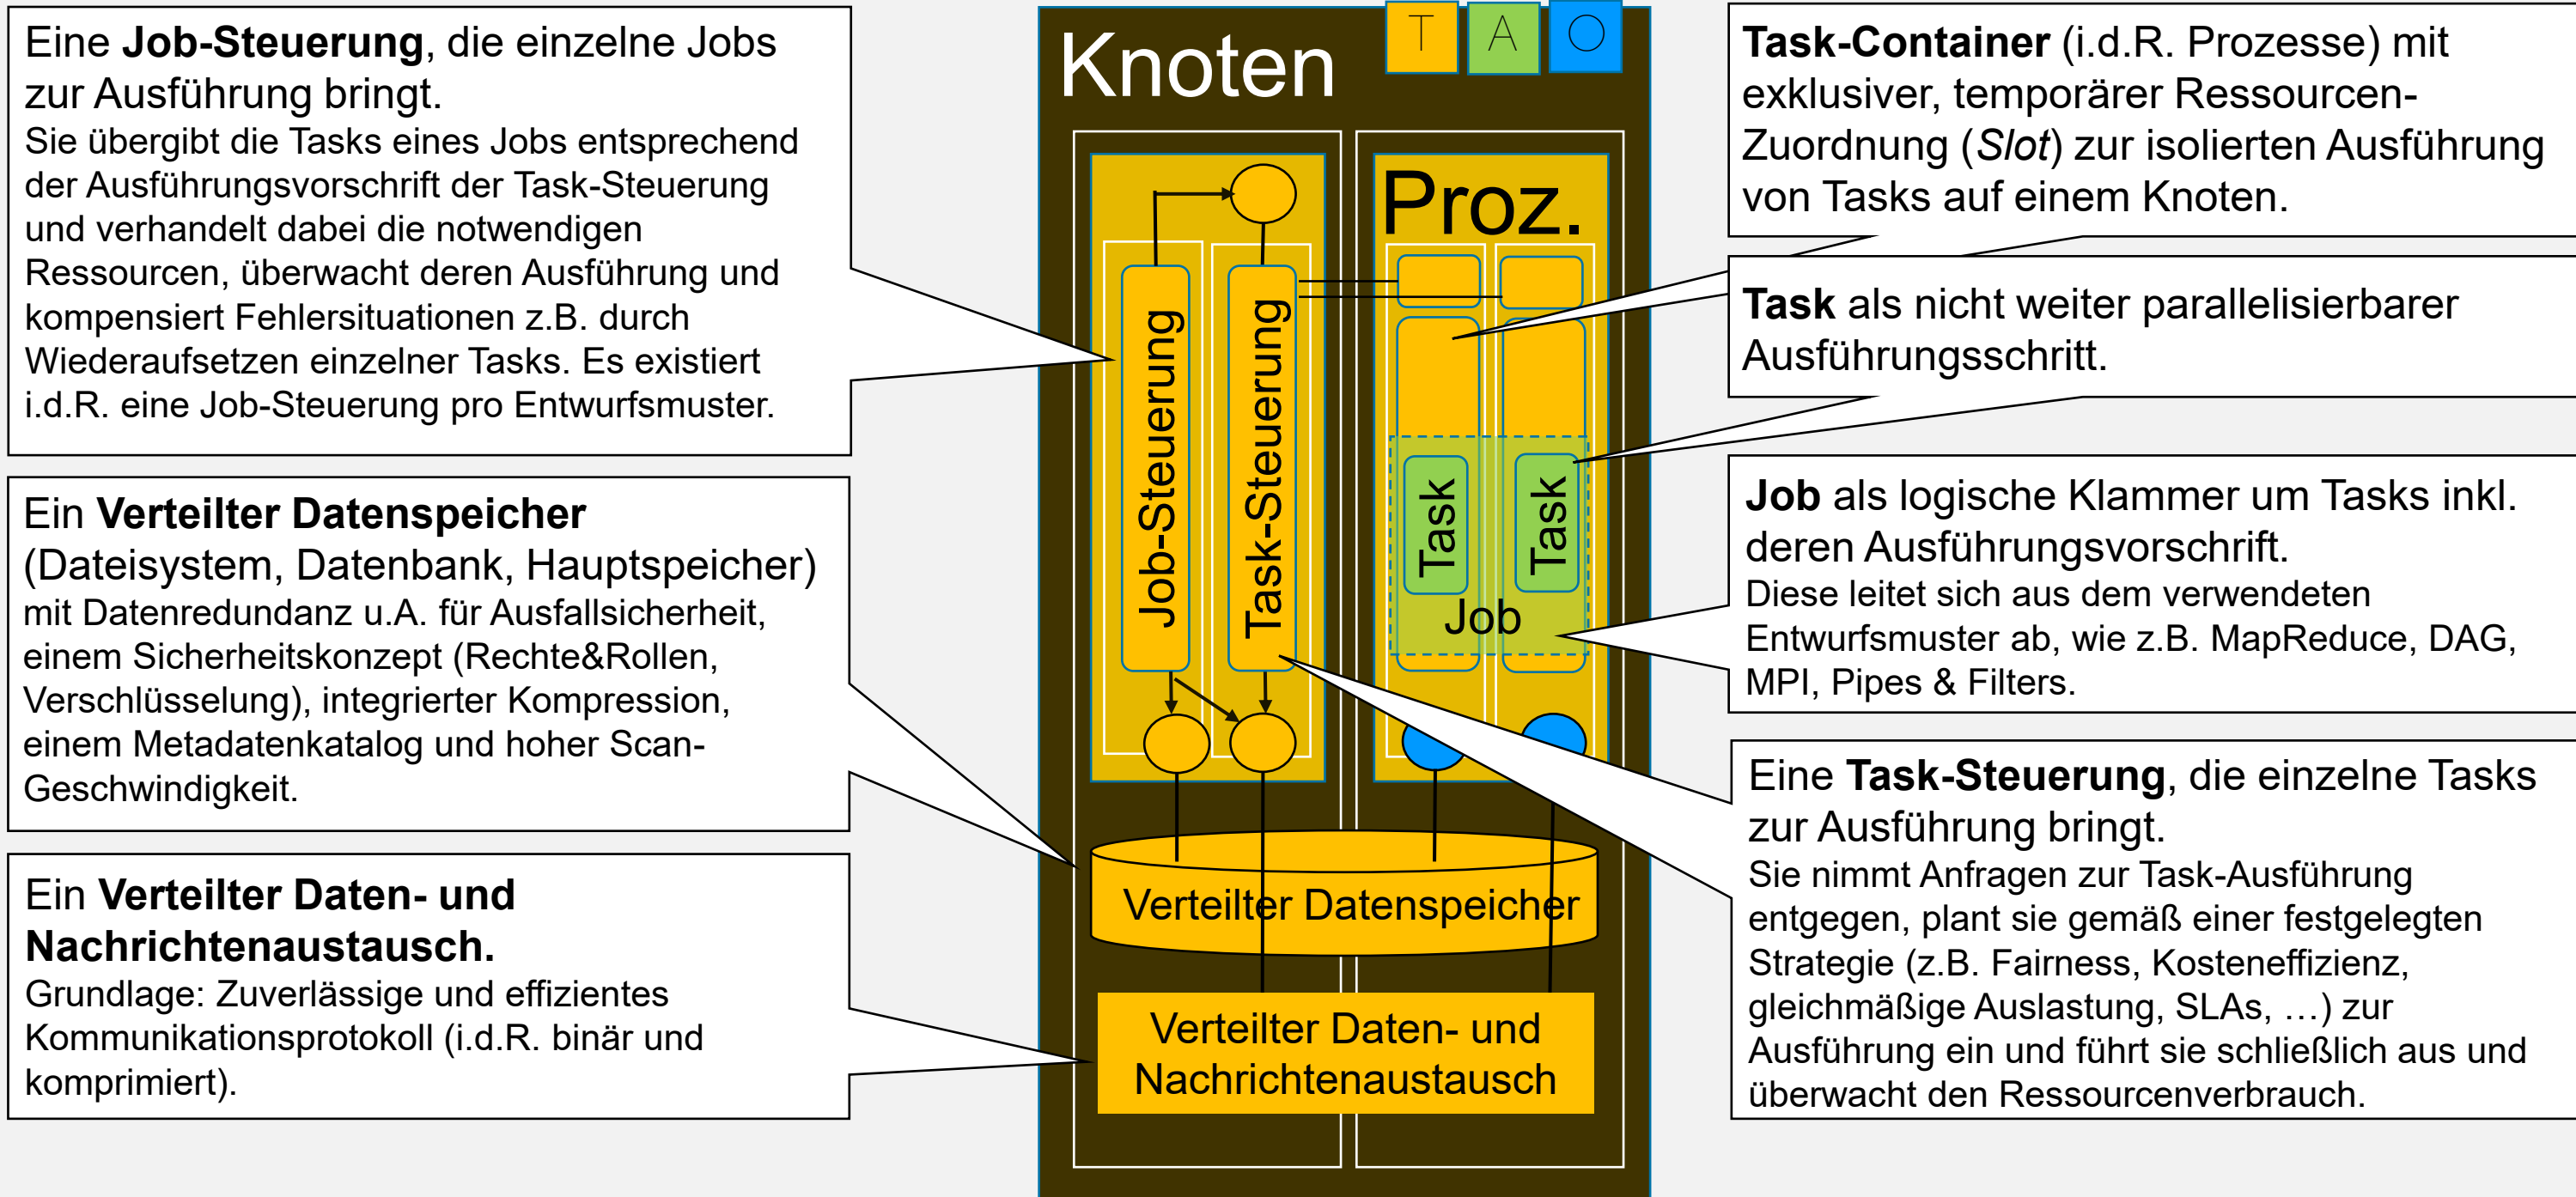 Eine Job-Steuerung, die einzelne Jobs
zur Ausführung bringt.
Sie übergibt die Tasks eines Jobs entsprechend
der Ausführungsvorschrift der Task-Steuerung
und verhandelt dabei die notwendigen
Ressourcen, überwacht deren Ausführung und
kompensiert Fehlersituationen z.B. durch
Wiederaufsetzen einzelner Tasks. Es existiert
i.d.R. eine Job-Steuerung pro Entwurfsmuster.
Ein Verteilter Datenspeicher
(Dateisystem, Datenbank, Hauptspeicher)
mit Datenredundanz u.A. für Ausfallsicherheit,
einem Sicherheitskonzept (Rechte&Rollen,
Verschlüsselung), integrierter Kompression,
einem Metadatenkatalog und hoher Scan-
Geschwindigkeit.
Ein Verteilter Daten- und
Nachrichtenaustausch.
Grundlage: Zuverlässige und effizientes
Kommunikationsprotokoll (i.d.R. binär und
komprimiert).
Knoten
T
A
O
Proz.
Job-Steuerung
Task-Steuerung
Task
Task
Job
Verteilter Datenspeicher
Verteilter Daten- und
Nachrichtenaustausch
Task-Container (i.d.R. Prozesse) mit
exklusiver, temporärer Ressourcen-
Zuordnung (Slot) zur isolierten Ausführung
von Tasks auf einem Knoten.
Task als nicht weiter parallelisierbarer
Ausführungsschritt.
Job als logische Klammer um Tasks inkl.
deren Ausführungsvorschrift.
Diese leitet sich aus dem verwendeten
Entwurfsmuster ab, wie z.B. MapReduce, DAG,
MPI, Pipes & Filters.
Eine Task-Steuerung, die einzelne Tasks
zur Ausführung bringt.
Sie nimmt Anfragen zur Task-Ausführung
entgegen, plant sie gemäß einer festgelegten
Strategie (z.B. Fairness, Kosteneffizienz,
gleichmäßige Auslastung, SLAs, …) zur
Ausführung ein und führt sie schließlich aus und
überwacht den Ressourcenverbrauch.